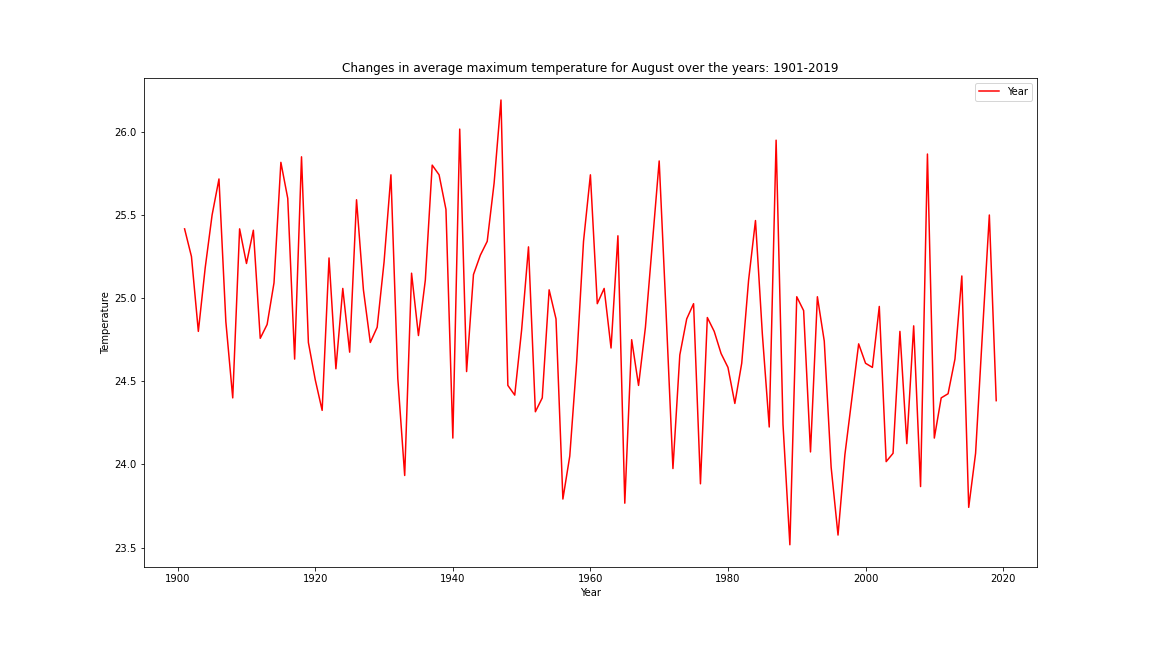 Changes in average maximum temperature for August over the years: 1901-2019
Year
26.0
25.5
25.0
24.5
24.0
23.5
Temperature
1900 1920 1940 1960 1980 2000 2020
Year